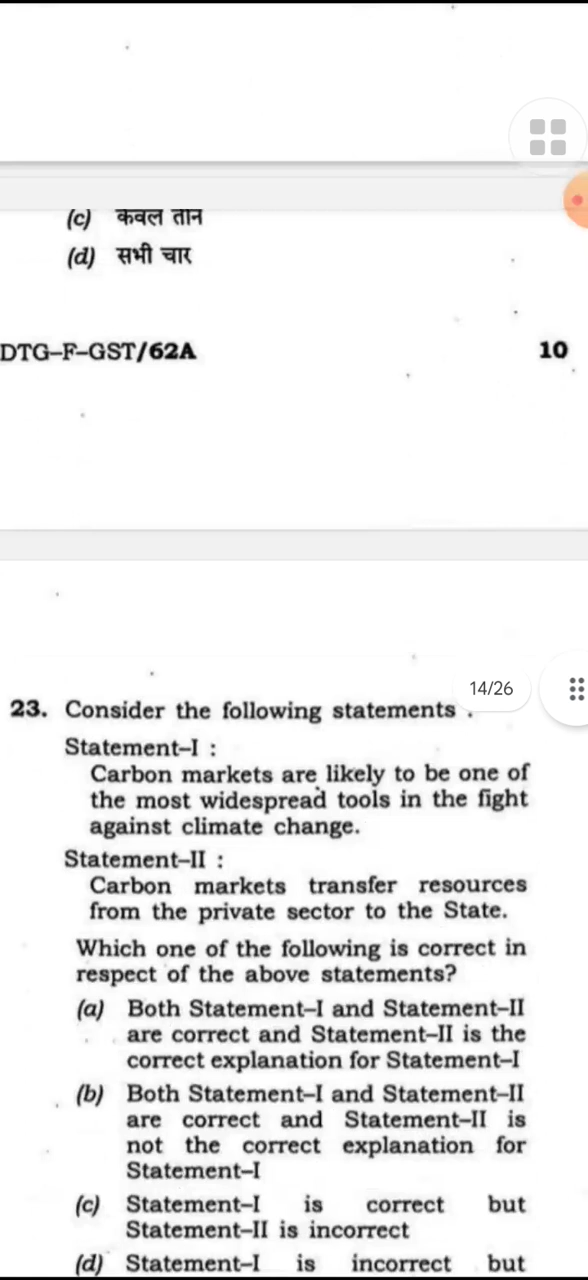 (c) केवल तीन
(d) सभी चार
DTG–F–GST/62A
10
14/26
23. Consider the following statements :
Statement–I :
Carbon markets are likely to be one of
the most widespread tools in the fight
against climate change.
Statement–II :
Carbon markets transfer resources
from the private sector to the State.
Which one of the following is correct in
respect of the above statements?
(a) Both Statement–I and Statement–II
are correct and Statement–II is the
correct explanation for Statement–I
(b) Both Statement–I and Statement–II
are correct and Statement–II is
not the correct explanation for
Statement–I
(c) Statement–I is correct but
Statement–II is incorrect
(d) Statement–I is incorrect but